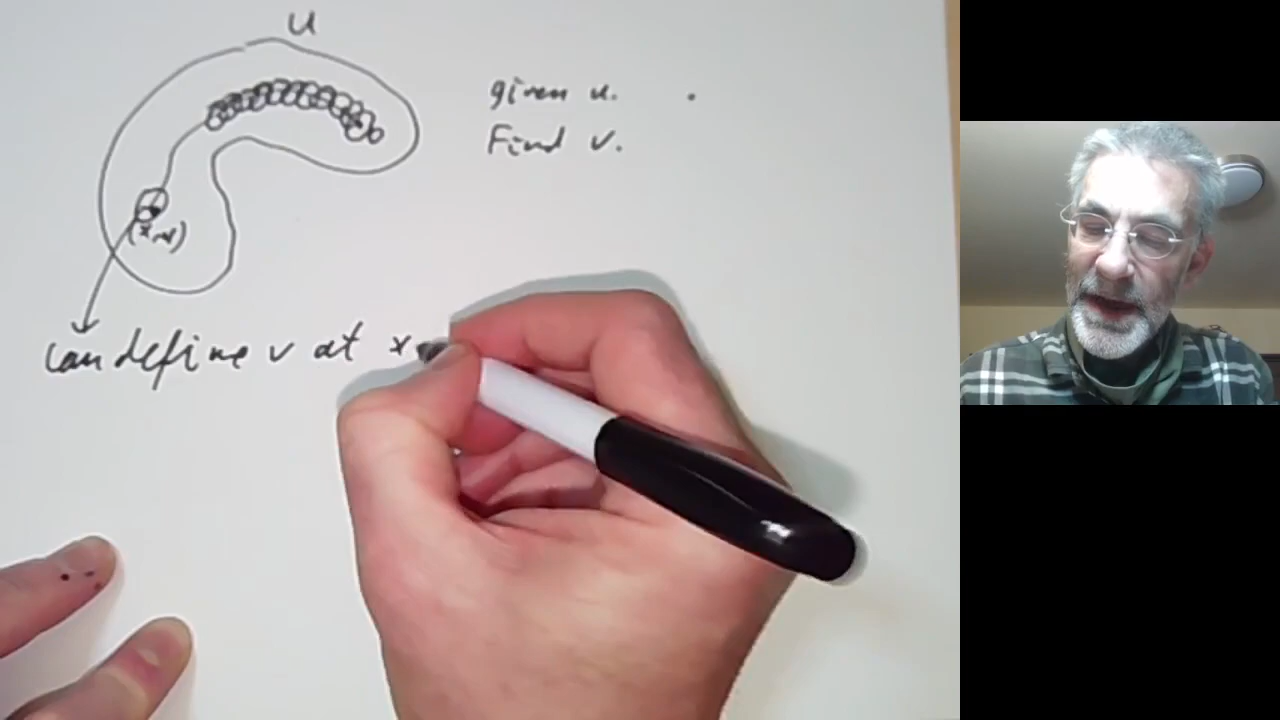 U
given u.
Find v.
can define v at x